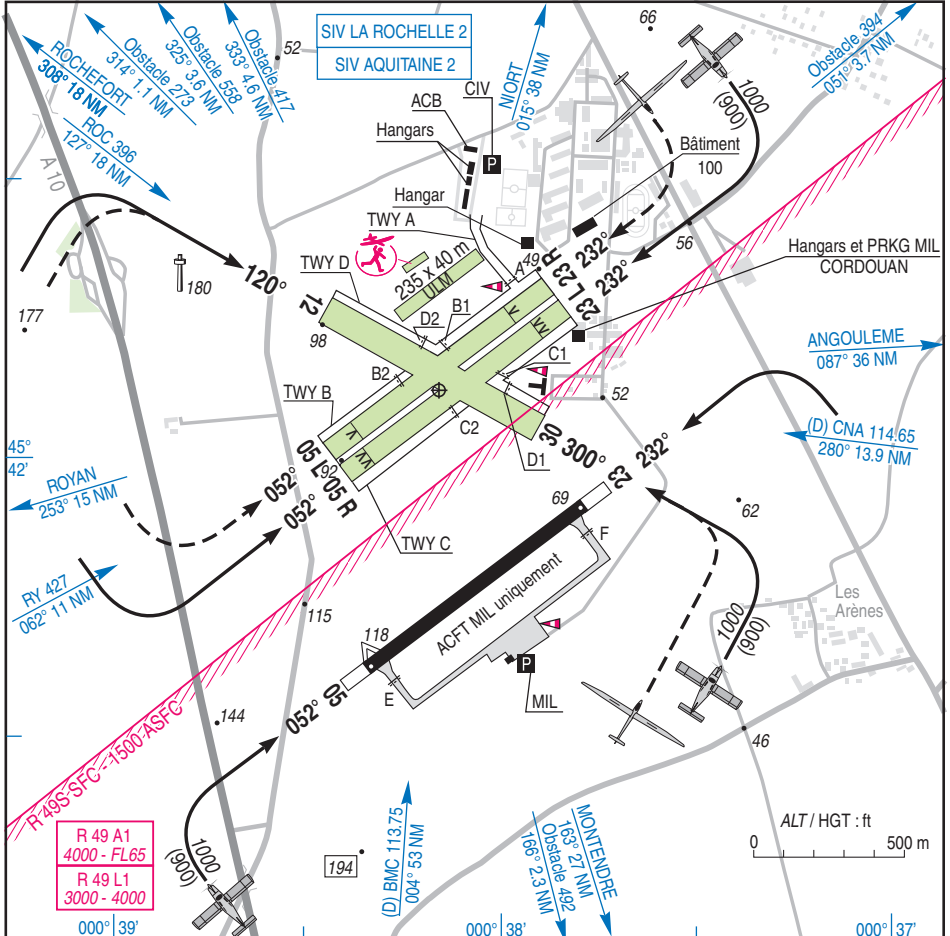 SIV LA ROCHELLE 2
SIV AQUITAINE 2
ROCHEFORT
308° 18 NM
Obstacle 273
314° 1.1 NM
Obstacle 558
325° 3.6 NM
Obstacle 417
333° 4.6 NM
52
ROC 396
127° 18 NM
A 10
NIORT
015° 38 NM
66
Obstacle 394
051° 3.7 NM
1000
(900)
CIV
ACB
P
Hangars
Bâtiment
100
Hangar
TWY A
56
Hangars et PRKG MIL
CORDOUAN
TWY D
235 x 40 m
ULM
49
A
23 L 23 R
232°
232°
120°
180
12
177
98
D2
B1
V
VV
ANGOULEME
087° 36 NM
B2
C1
52
TWY B
C2
D1
30
300°
(D) CNA 114.65
280° 13.9 NM
45°
42'
ROYAN
253° 15 NM
V
VV
92
05 L 05 R
052°
052°
23
232°
TWY C
69
62
F
RY 427
062° 11 NM
115
ACFT MIL uniquement
Les
Arènes
118
1000
(900)
P
MIL
E
05
052°
144
46
R 49S SFC - 1500 ASFC
R 49 A1
4000 - FL65
R 49 L1
3000 - 4000
1000
(900)
194
(D) BMC 113.75
004° 53 NM
MONTENDRE
163° 27 NM
Obstacle 492
166° 2.3 NM
ALT / HGT : ft
0
500 m
000° 39'
000° 38'
000° 37'